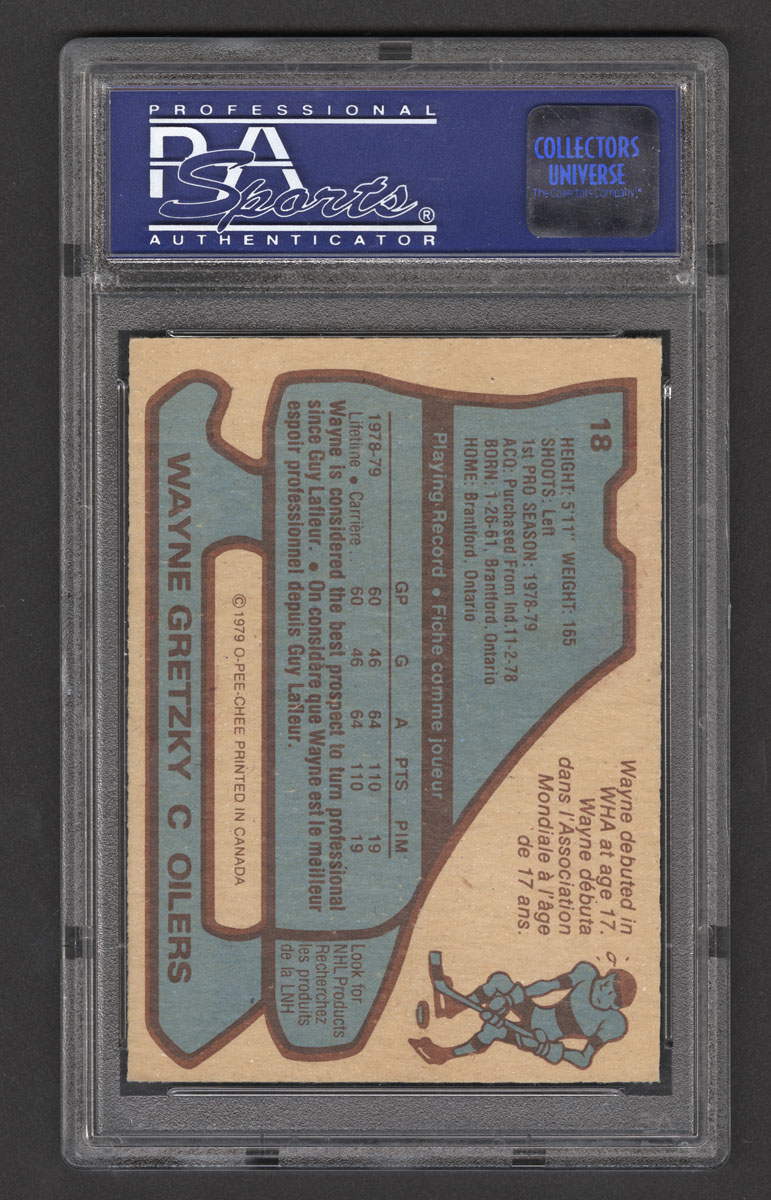 PROFESSIONAL
PSA
Sports®
AUTHENTICATOR
COLLECTORS
UNIVERSE
The Collectibles Company™
18
HEIGHT: 5'11" WEIGHT: 165
SHOOTS: Left
1st PRO SEASON: 1978-79
ACQ: Purchased From Ind.11-2-78
BORN: 1-26-61, Brantford, Ontario
HOME: Brantford, Ontario
Wayne debuted in
WHA at age 17.
Wayne débuta
dans l'Association
Mondiale à l'âge
de 17 ans.
Playing Record • Fiche comme joueur
GP G A PTS PIM
1978-79 60 46 64 110 19
Lifetime • Carrière . . 60 46 64 110 19
Wayne is considered the best prospect to turn professional
since Guy Lafleur. • On considère que Wayne est le meilleur
espoir professionnel depuis Guy Lafleur.
Look for
NHL Products
Recherchez
les produits
de la LNH
© 1979 O-PEE-CHEE PRINTED IN CANADA
WAYNE GRETZKY C OILERS